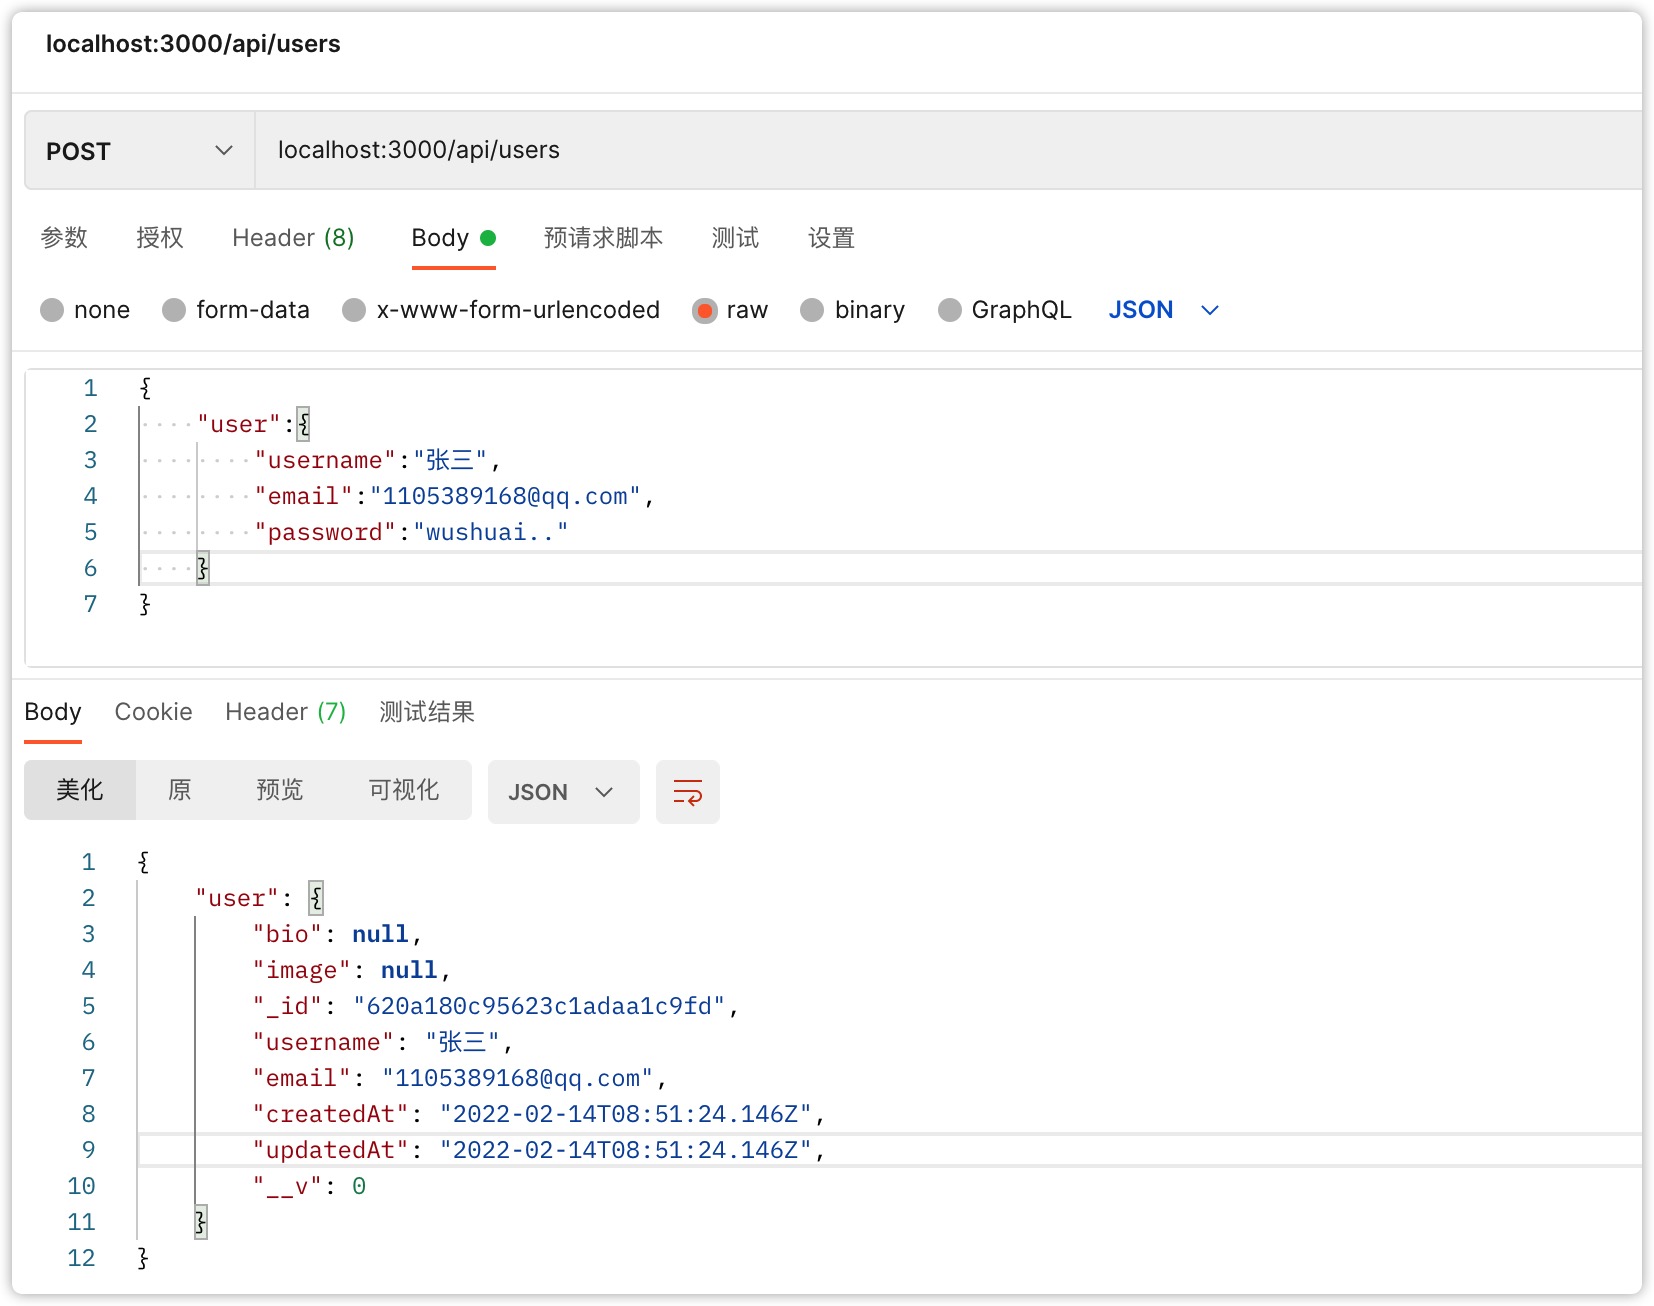 localhost:3000/api/users
POST localhost:3000/api/users
参数 授权 Header (8) Body 预请求脚本 测试 设置
none form-data x-www-form-urlencoded raw binary GraphQL JSON
1 {
2 "user":{
3 "username":"张三",
4 "email":"1105389168@qq.com",
5 "password":"wushuai.."
6 }
7 }
Body Cookie Header (7) 测试结果
美化 原 预览 可视化 JSON
1 {
2 "user": {
3 "bio": null,
4 "image": null,
5 "_id": "620a180c95623c1adaa1c9fd",
6 "username": "张三",
7 "email": "1105389168@qq.com",
8 "createdAt": "2022-02-14T08:51:24.146Z",
9 "updatedAt": "2022-02-14T08:51:24.146Z",
10 "__v": 0
11 }
12 }